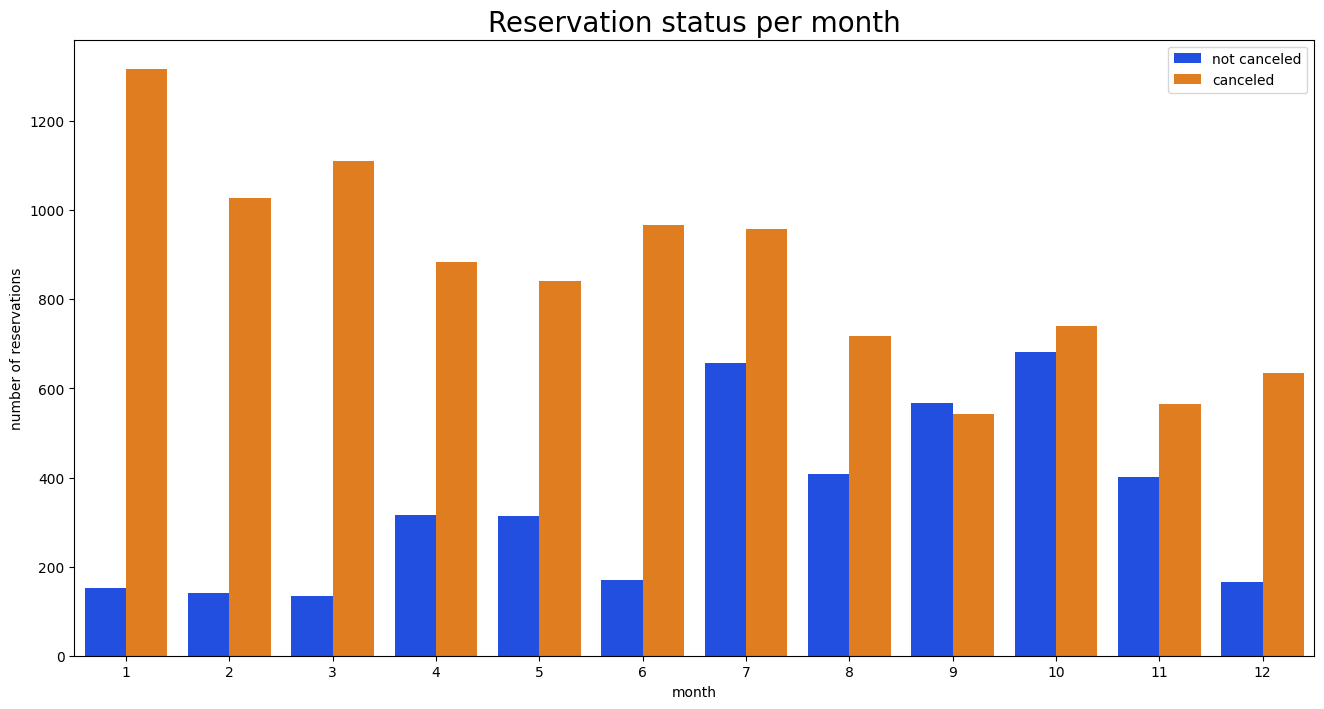 Reservation status per month
not canceled
canceled
number of reservations
1200
1000
800
600
400
200
0
1 2 3 4 5 6 7 8 9 10 11 12
month